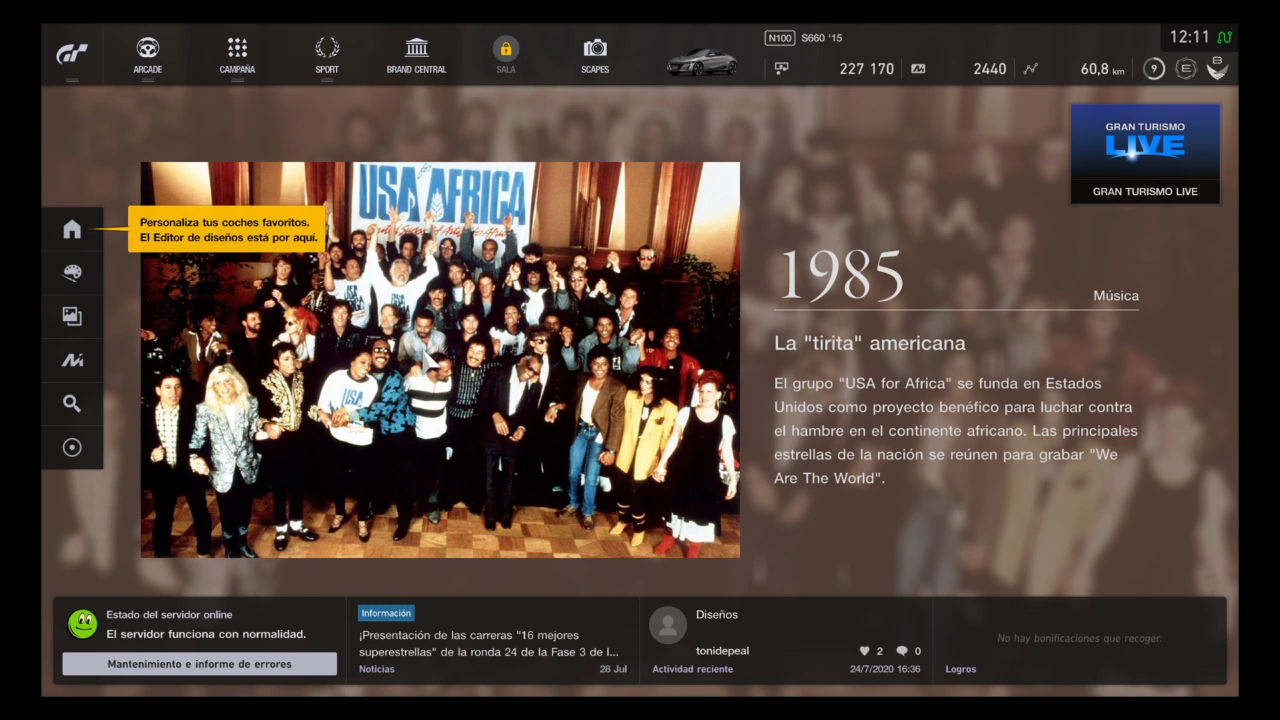 ARCADE
CAMPAÑA
SPORT
BRAND CENTRAL
SALA
SCAPES
N100 S660 '15
227 170
2440
60,8 km
9
E
B
12:11
GRAN TURISMO
LIVE
GRAN TURISMO LIVE
Personaliza tus coches favoritos.
El Editor de diseños está por aquí.
USA for AFRICA
USA
1985
Música
La "tirita" americana
El grupo "USA for Africa" se funda en Estados
Unidos como proyecto benéfico para luchar contra
el hambre en el continente africano. Las principales
estrellas de la nación se reúnen para grabar "We
Are The World".
Estado del servidor online
El servidor funciona con normalidad.
Mantenimiento e informe de errores
Información
¡Presentación de las carreras "16 mejores
superestrellas" de la ronda 24 de la Fase 3 de l...
Noticias
28 Jul
Diseños
tonidepeal
2
0
Actividad reciente
24/7/2020 16:36
No hay bonificaciones que recoger.
Logros